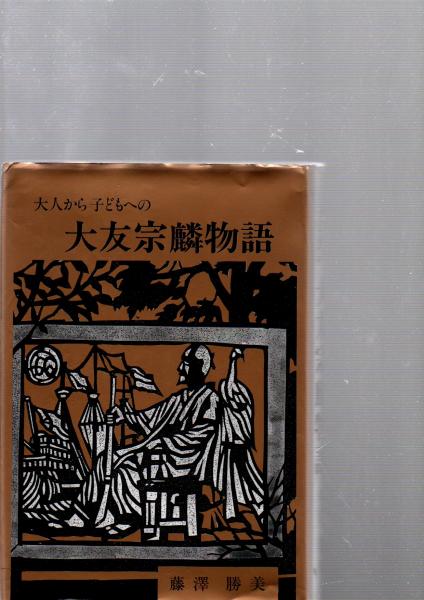 大人から子どもへの
大友宗麟物語
藤澤 勝美